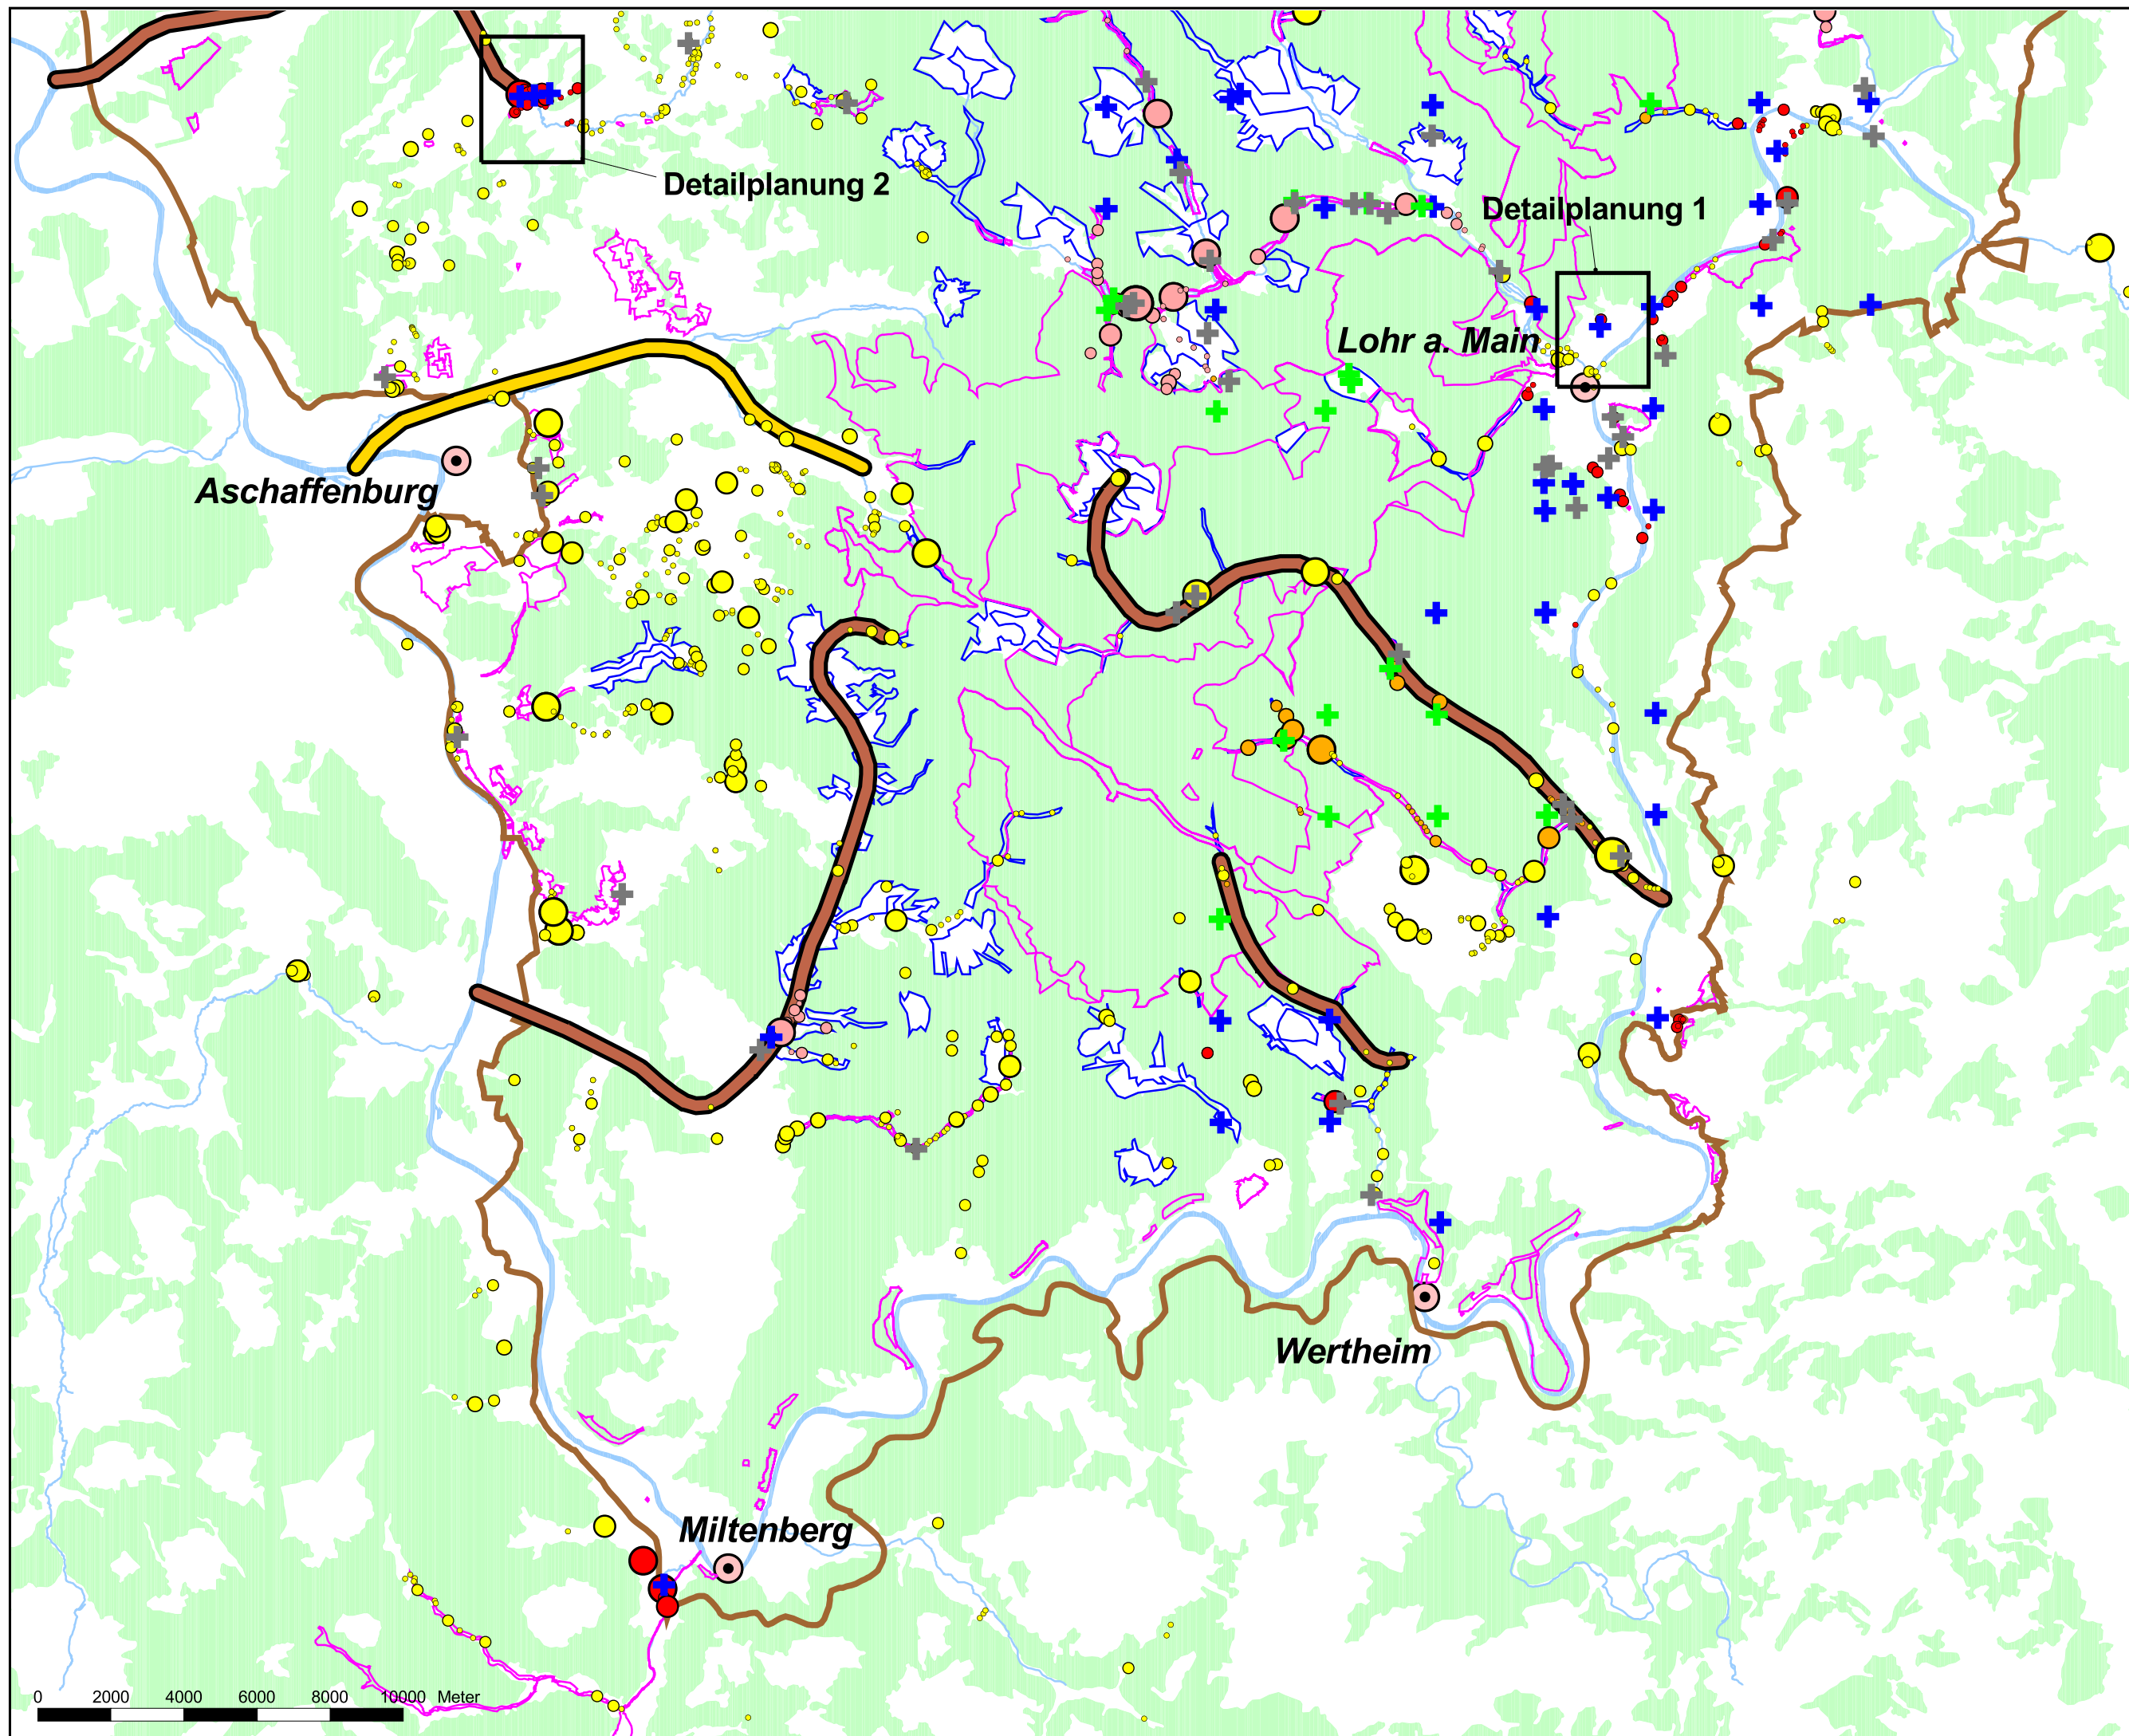 Detailplanung 2
Detailplanung 1
Lohr a. Main
Aschaffenburg
Wertheim
Miltenberg
0 2000 4000 6000 8000 10000 Meter